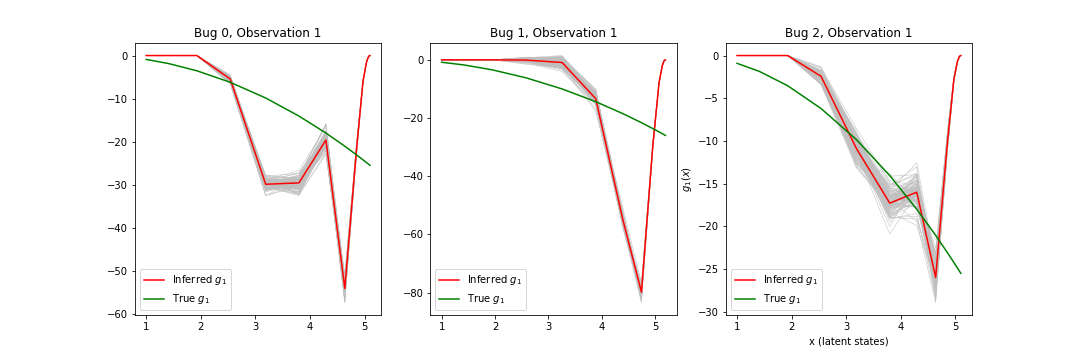 Bug 0, Observation 1
0
−10
−20
−30
−40
−50
−60
1 2 3 4 5
Inferred g₁
True g₁
Bug 1, Observation 1
0
−20
−40
−60
−80
1 2 3 4 5
Inferred g₁
True g₁
Bug 2, Observation 1
g₁(x)
0
−5
−10
−15
−20
−25
−30
1 2 3 4 5
Inferred g₁
True g₁
x (latent states)